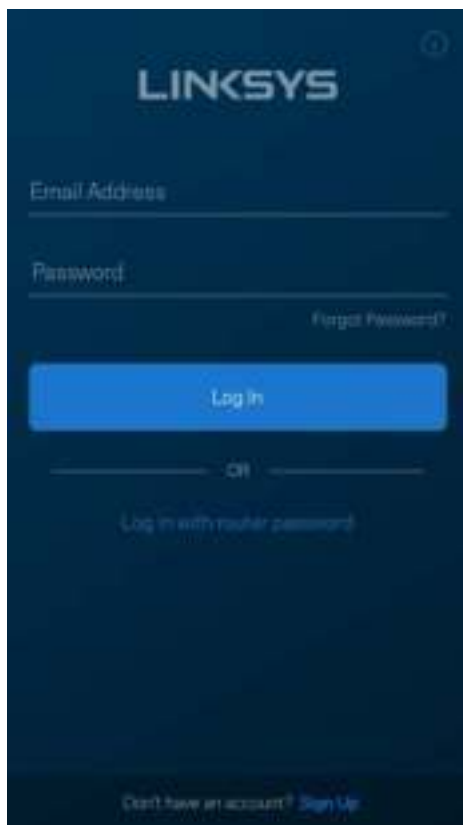 LINKSYS
Email Address
Password
Forgot Password?
Log In
OR
Log in with router password
Don't have an account? Sign Up